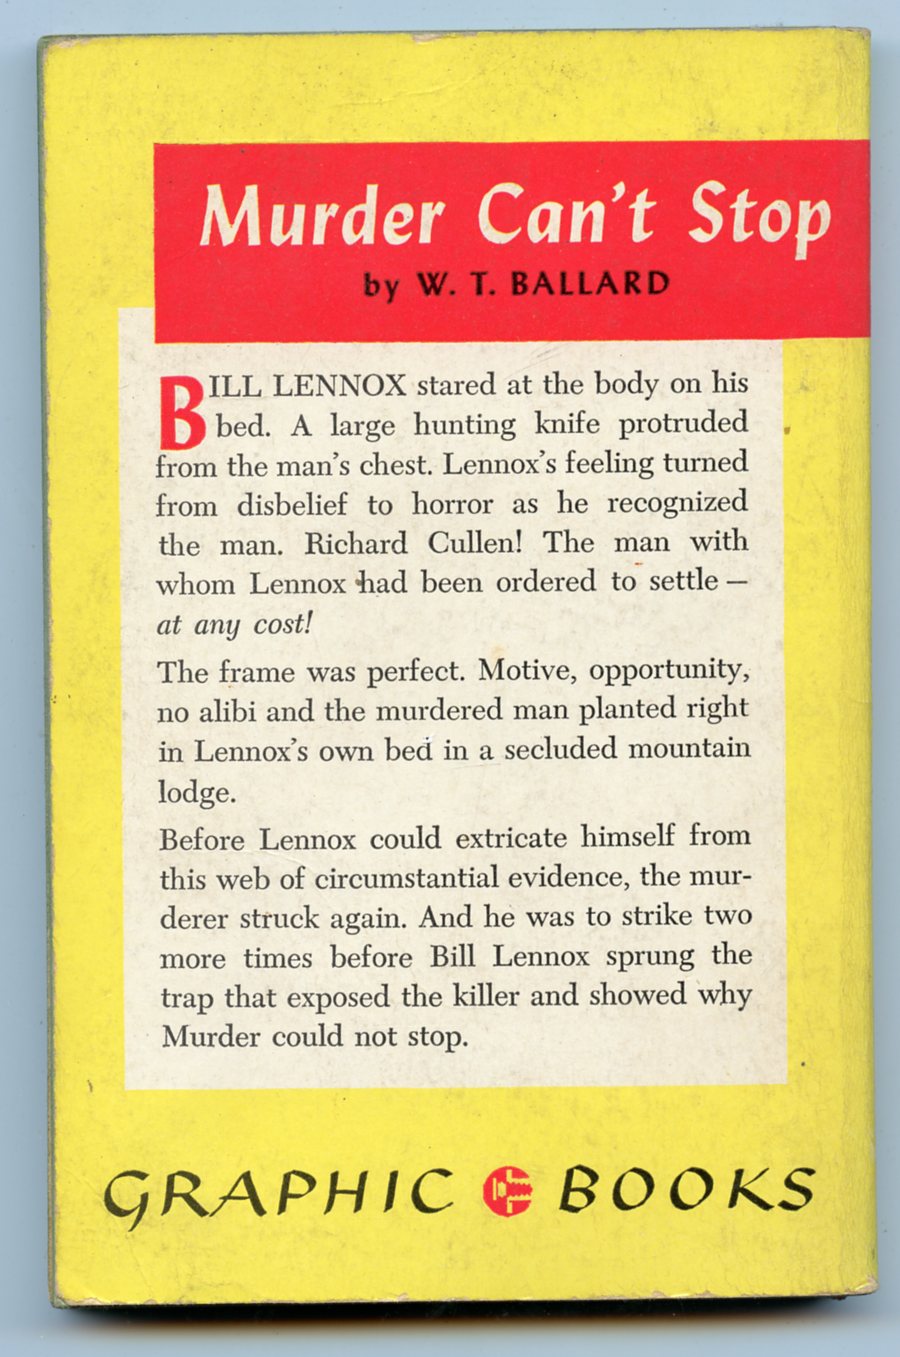 Murder Can't Stop
by W. T. BALLARD
BILL LENNOX stared at the body on his
bed. A large hunting knife protruded
from the man's chest. Lennox's feeling turned
from disbelief to horror as he recognized
the man. Richard Cullen! The man with
whom Lennox had been ordered to settle —
at any cost!
The frame was perfect. Motive, opportunity,
no alibi and the murdered man planted right
in Lennox's own bed in a secluded mountain
lodge.
Before Lennox could extricate himself from
this web of circumstantial evidence, the mur-
derer struck again. And he was to strike two
more times before Bill Lennox sprung the
trap that exposed the killer and showed why
Murder could not stop.
GRAPHIC BOOKS